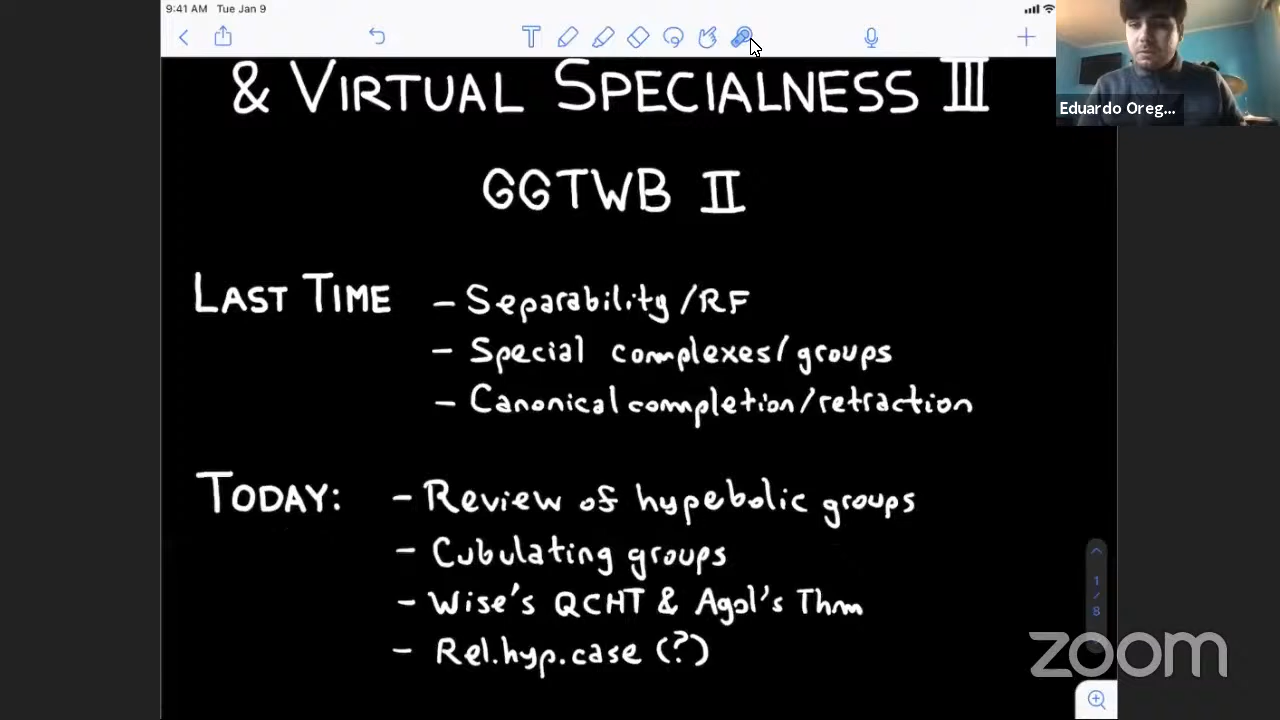 9:41 AM Tue Jan 9
& VIRTUAL SPECIALNESS III
GGTWB II
LAST TIME - Separability/RF
- Special complexes/groups
- Canonical completion/retraction
TODAY: - Review of hypebolic groups
- Cubulating groups
- Wise's QCHT & Agol's Thm
- Rel.hyp.case (?)
Eduardo Oreg...
1/8
zoom